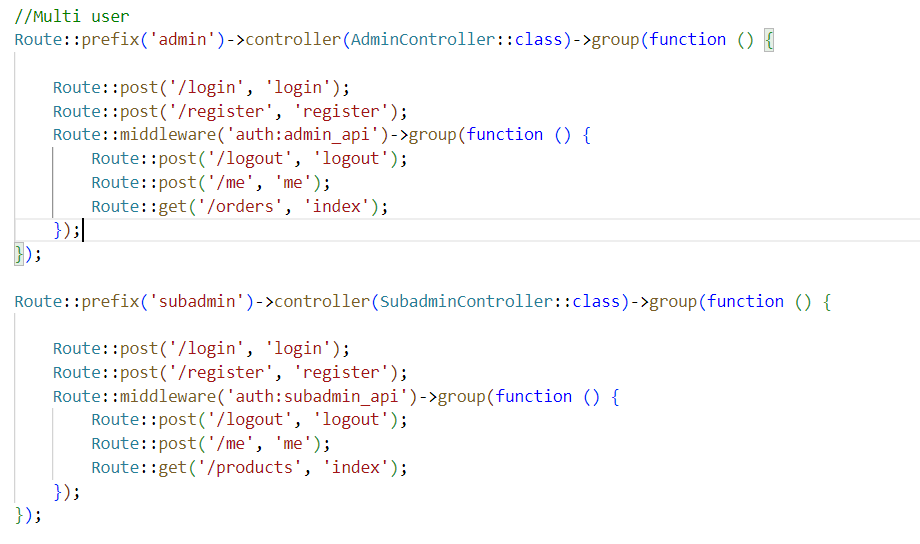 //Multi user
Route::prefix('admin')->controller(AdminController::class)->group(function () {
Route::post('/login', 'login');
Route::post('/register', 'register');
Route::middleware('auth:admin_api')->group(function () {
Route::post('/logout', 'logout');
Route::post('/me', 'me');
Route::get('/orders', 'index');
});
});
Route::prefix('subadmin')->controller(SubadminController::class)->group(function () {
Route::post('/login', 'login');
Route::post('/register', 'register');
Route::middleware('auth:subadmin_api')->group(function () {
Route::post('/logout', 'logout');
Route::post('/me', 'me');
Route::get('/products', 'index');
});
});